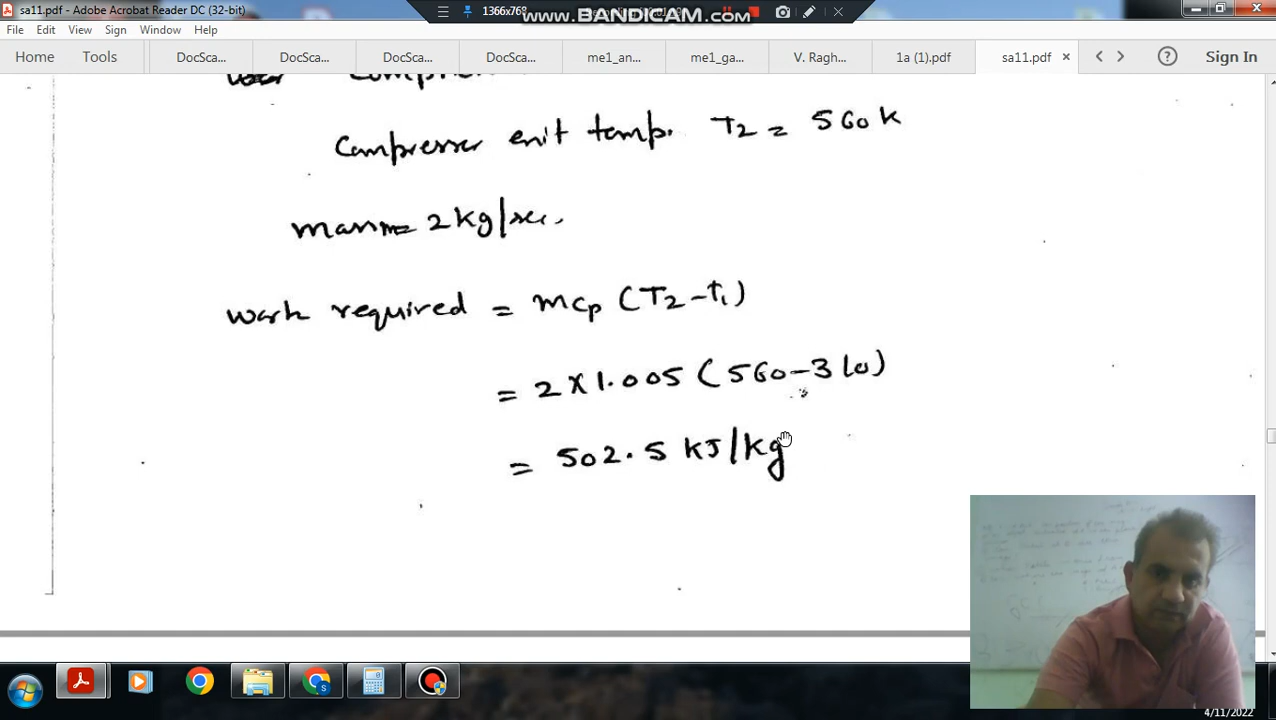 sa11.pdf - Adobe Acrobat Reader DC (32-bit)
1366x768
www.BANDICAM.com
File Edit View Sign Window Help
Home Tools DocSca... DocSca... DocSca... DocSca... me1_an... me1_ga... V. Ragh... 1a (1).pdf sa11.pdf × Sign In
Compresser exit temp. T2 = 560 K
= 2 kg/sec.
work required = mcp (T2-T1)
= 2 X 1.005 (560-310)
= 502.5 KJ/Kg
4/11/2022